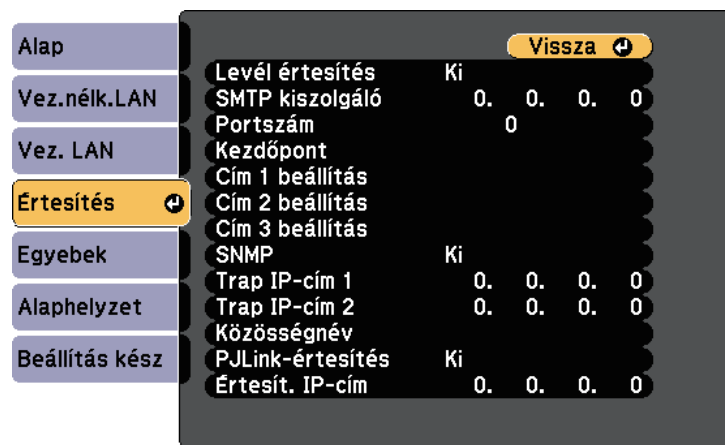 Alap
Vez.nélk.LAN
Vez. LAN
Értesítés
Egyebek
Alaphelyzet
Beállítás kész
Vissza
Levél értesítés Ki
SMTP kiszolgáló 0. 0. 0. 0
Portszám 0
Kezdőpont
Cím 1 beállítás
Cím 2 beállítás
Cím 3 beállítás
SNMP Ki
Trap IP-cím 1 0. 0. 0. 0
Trap IP-cím 2 0. 0. 0. 0
Közösségnév
PJLink-értesítés Ki
Értesít. IP-cím 0. 0. 0. 0